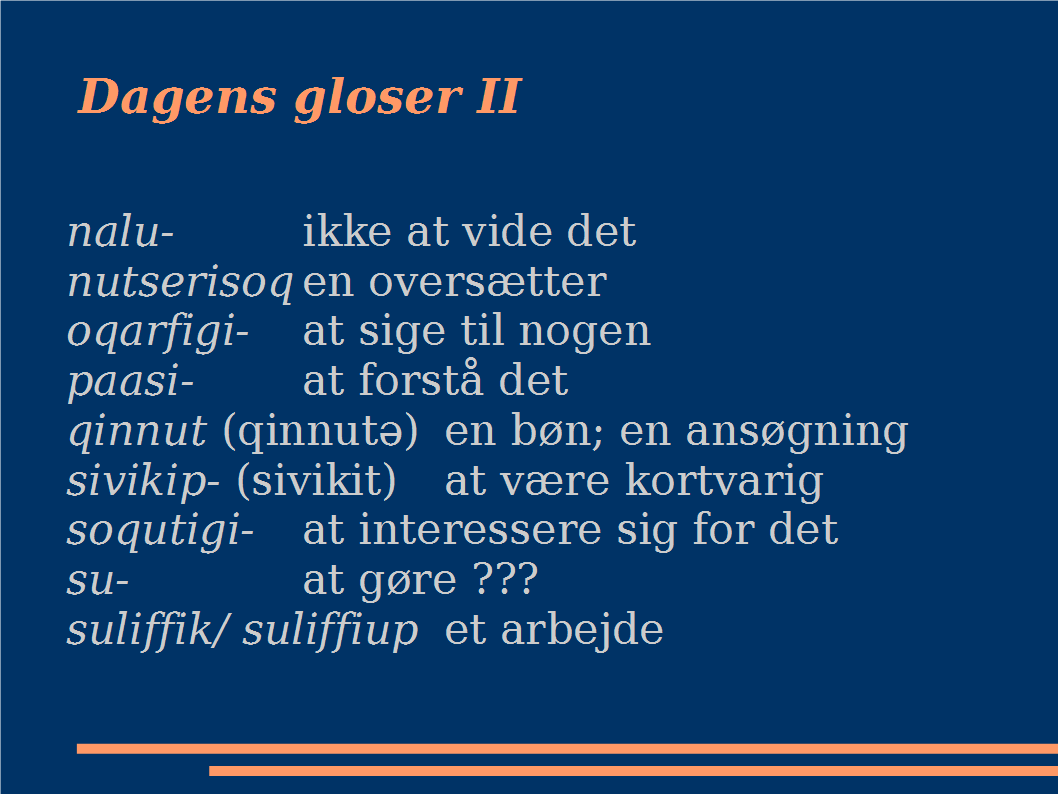 Dagens gloser II
nalu- ikke at vide det
nutserisoq en oversætter
oqarfigi- at sige til nogen
paasi- at forstå det
qinnut (qinnutə) en bøn; en ansøgning
sivikip- (sivikit) at være kortvarig
soqutigi- at interessere sig for det
su- at gøre ???
suliffik/ suliffiup et arbejde